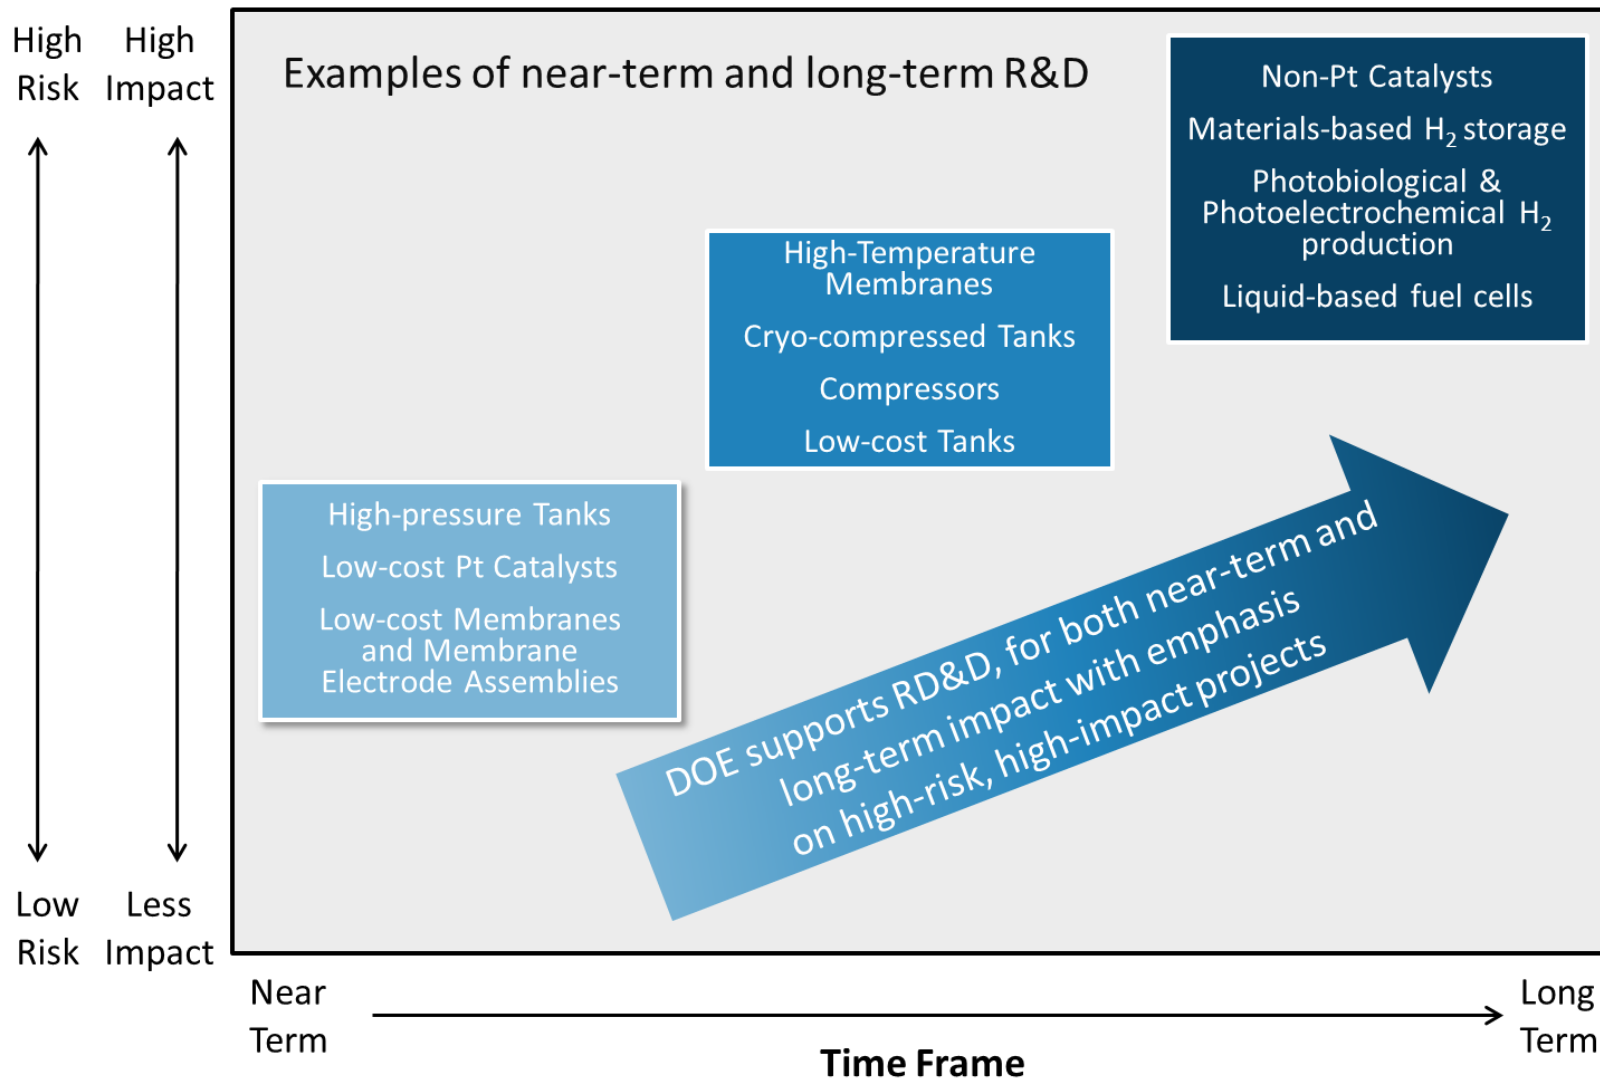 High
Risk
High
Impact
Examples of near-term and long-term R&D
Non-Pt Catalysts
Materials-based H₂ storage
Photobiological &
Photoelectrochemical H₂
production
Liquid-based fuel cells
High-Temperature
Membranes
Cryo-compressed Tanks
Compressors
Low-cost Tanks
High-pressure Tanks
Low-cost Pt Catalysts
Low-cost Membranes
and Membrane
Electrode Assemblies
DOE supports RD&D, for both near-term and
long-term impact with emphasis
on high-risk, high-impact projects
Low
Risk
Less
Impact
Near
Term
Long
Term
Time Frame